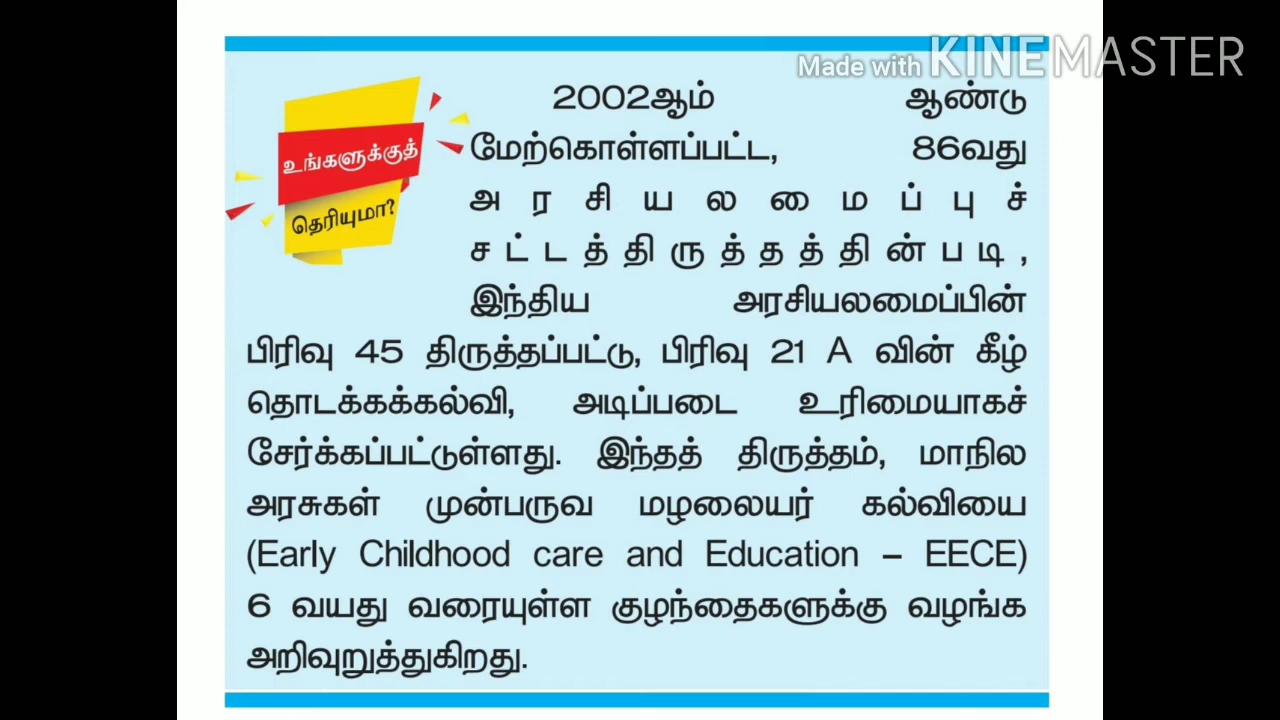 Made with KINEMASTER
உங்களுக்குத்
தெரியுமா?
2002ஆம் ஆண்டு
மேற்கொள்ளப்பட்ட, 86வது
அரசியலமைப்புச்
சட்டத்திருத்தத்தின்படி,
இந்திய அரசியலமைப்பின்
பிரிவு 45 திருத்தப்பட்டு, பிரிவு 21 A வின் கீழ்
தொடக்கக்கல்வி, அடிப்படை உரிமையாகச்
சேர்க்கப்பட்டுள்ளது. இந்தத் திருத்தம், மாநில
அரசுகள் முன்பருவ மழலையர் கல்வியை
(Early Childhood care and Education – EECE)
6 வயது வரையுள்ள குழந்தைகளுக்கு வழங்க
அறிவுறுத்துகிறது.